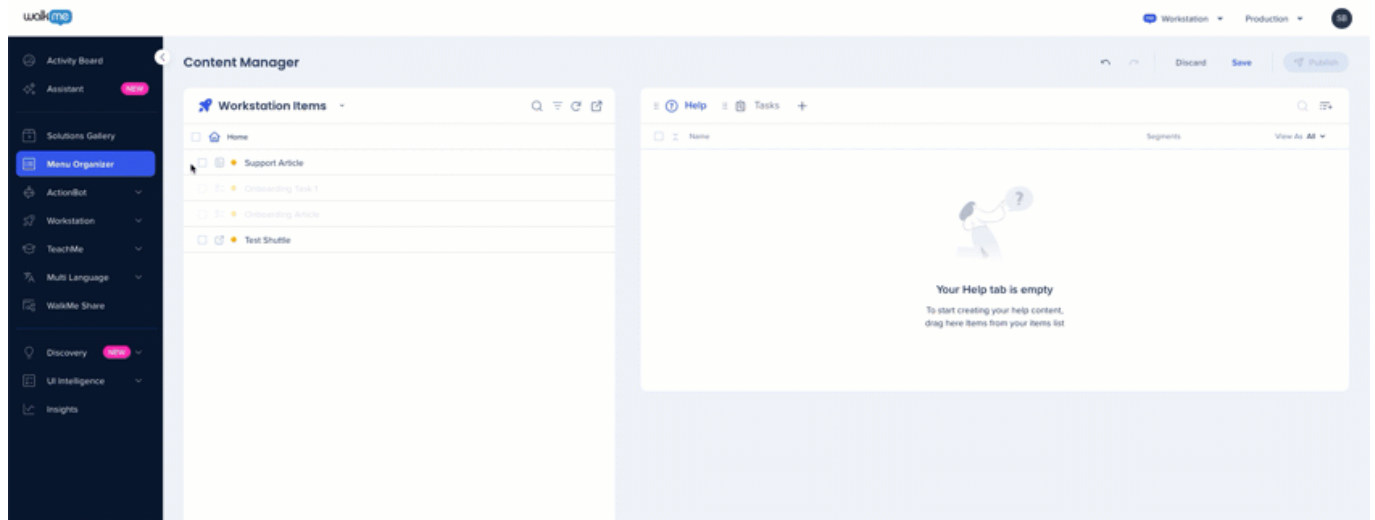 walkme
Workstation
Production
SB
Activity Board
Assistant NEW
Solutions Gallery
Menu Organizer
ActionBot
Workstation
TeachMe
Multi Language
WalkMe Share
Discovery NEW
UI Intelligence
Insights
Content Manager
Discard Save Publish
Workstation Items
Home
Support Article
Onboarding Task 1
Onboarding Article
Test Shuttle
? Help Tasks +
Name Segments View As All
?
Your Help tab is empty
To start creating your help content,
drag here items from your items list